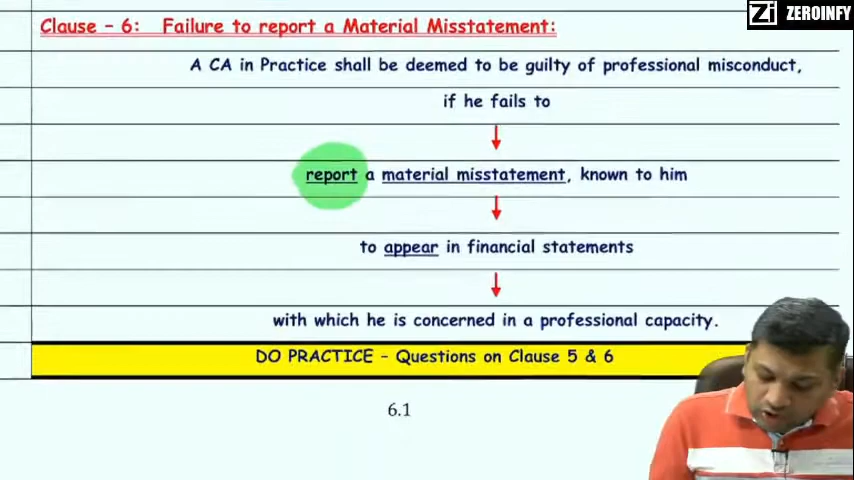 Zi ZEROINFY
Clause – 6: Failure to report a Material Misstatement:
A CA in Practice shall be deemed to be guilty of professional misconduct,
if he fails to
report a material misstatement, known to him
to appear in financial statements
with which he is concerned in a professional capacity.
DO PRACTICE – Questions on Clause 5 & 6
6.1